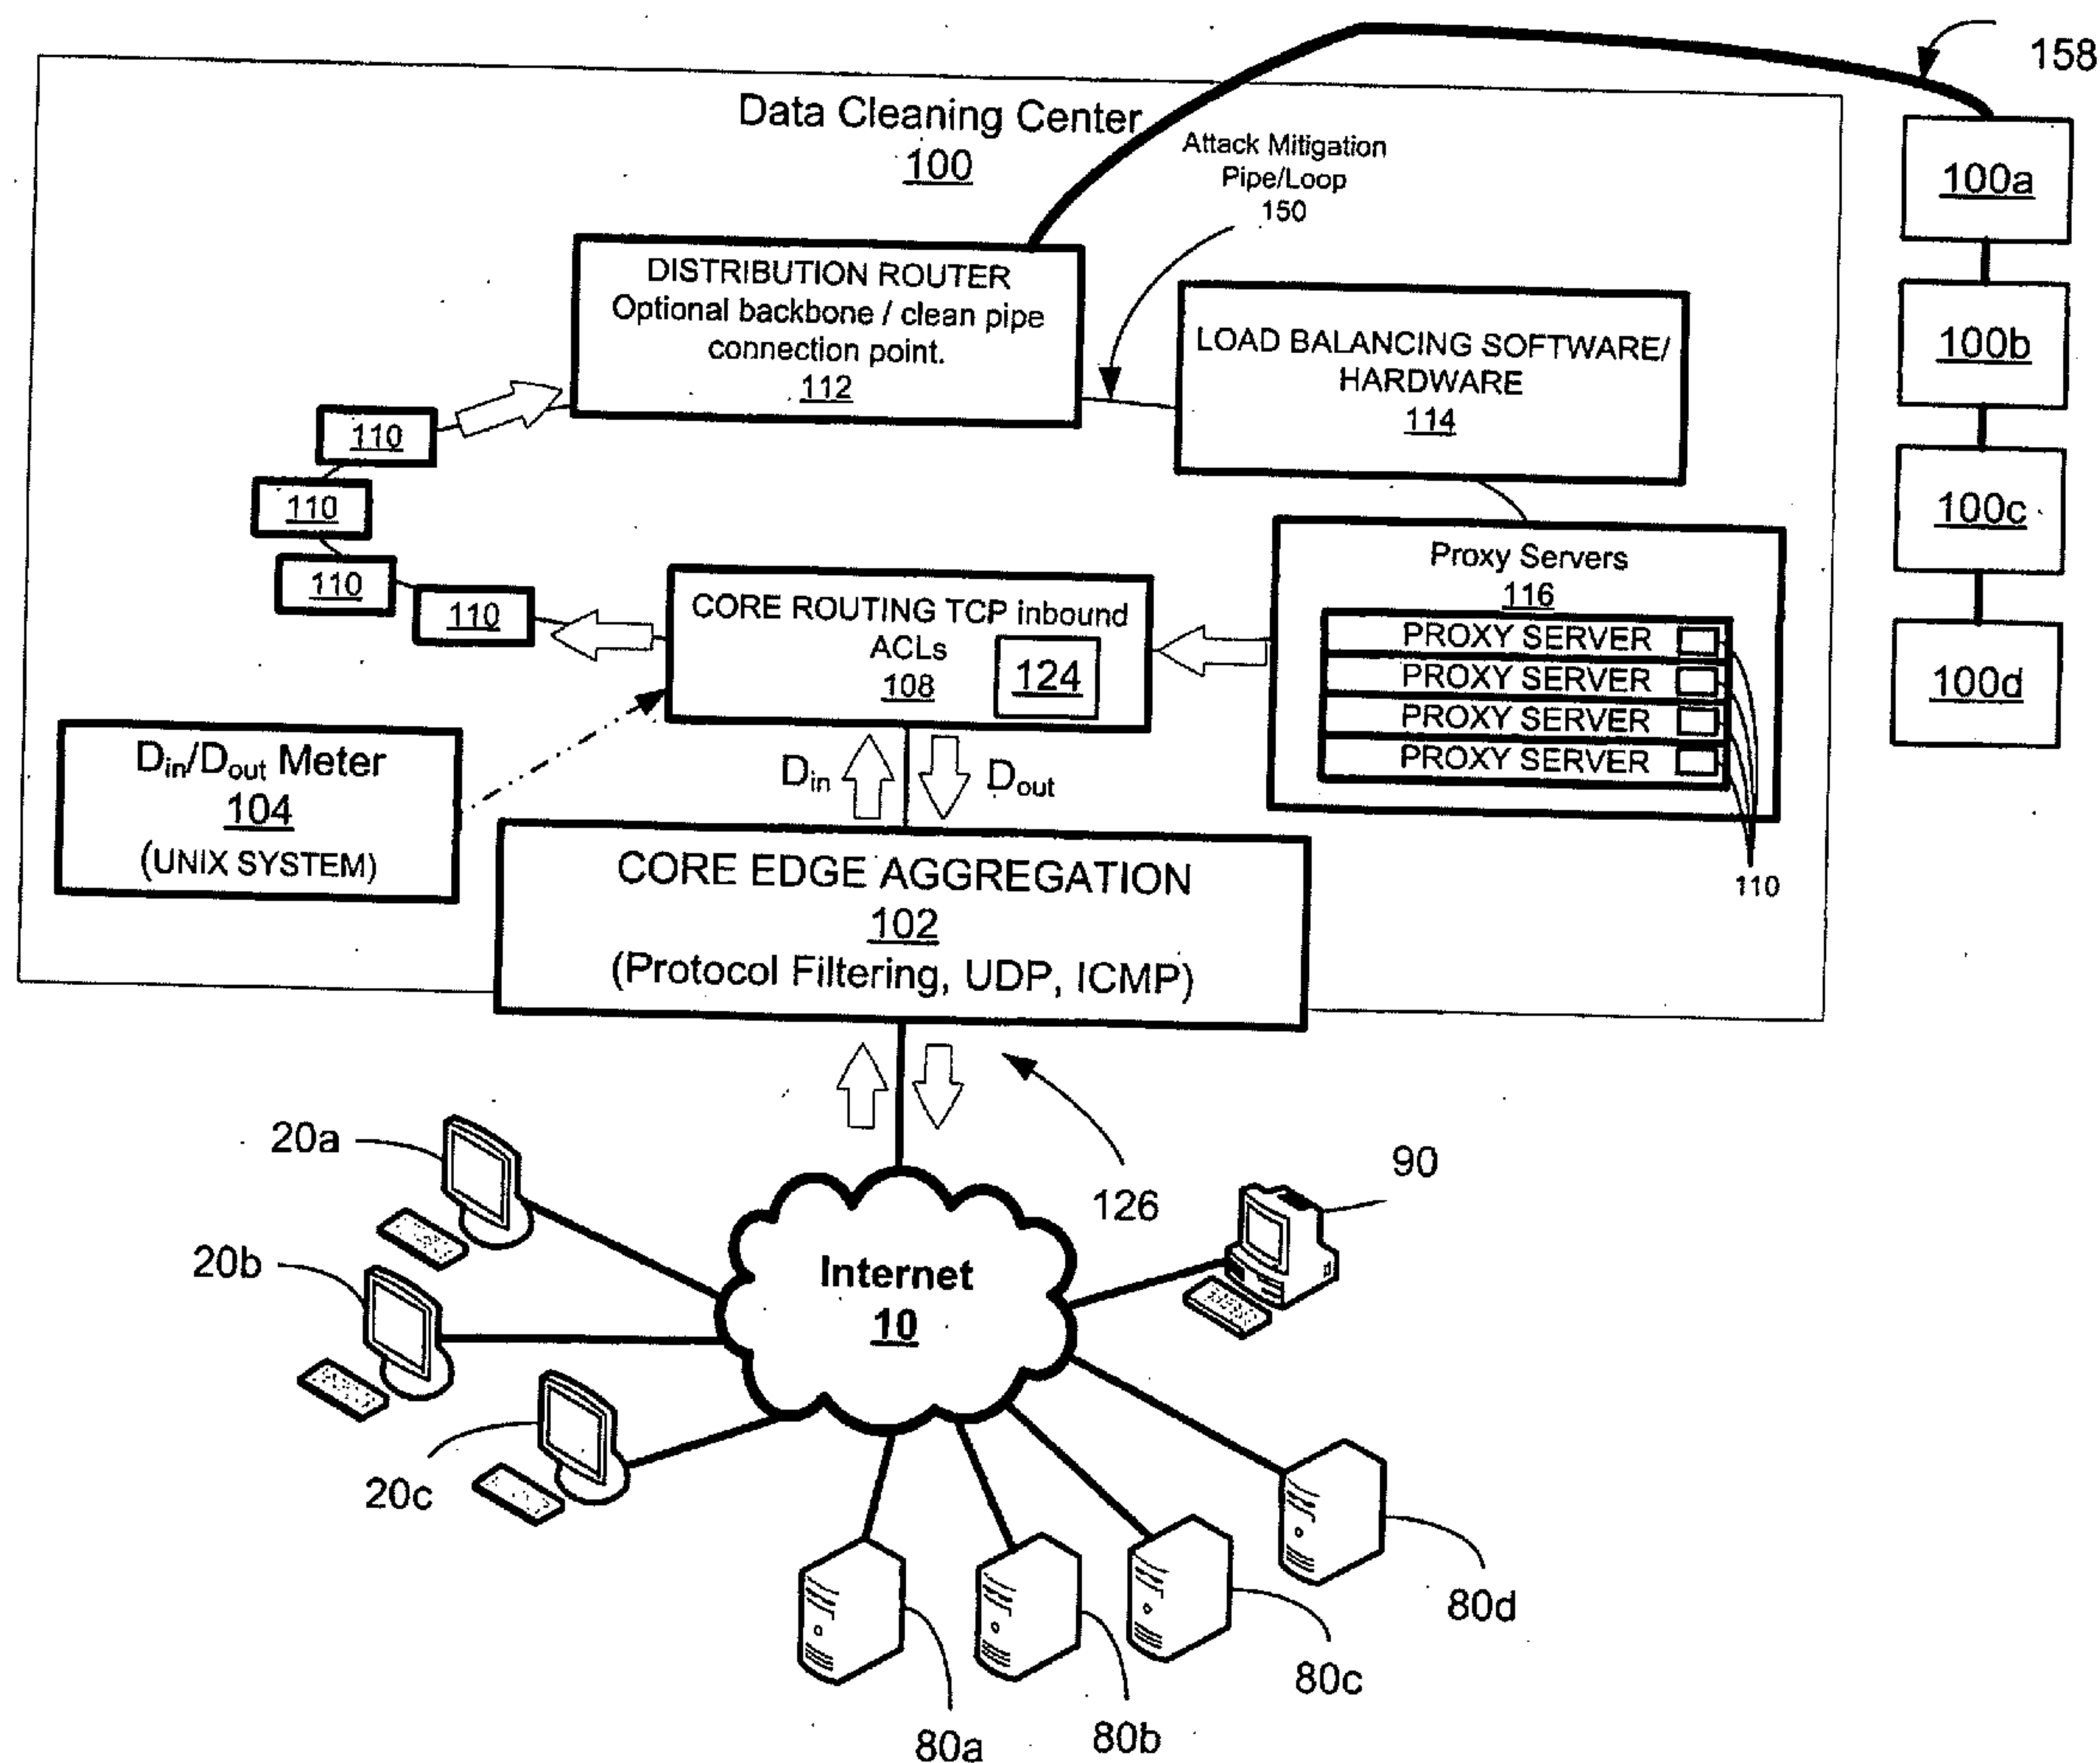 158
Data Cleaning Center
100
Attack Mitigation
Pipe/Loop
150
100a
DISTRIBUTION ROUTER
Optional backbone / clean pipe
connection point.
112
LOAD BALANCING SOFTWARE/
HARDWARE
114
100b
110
110
110
110
100c
CORE ROUTING TCP inbound
ACLs
108
124
Proxy Servers
116
PROXY SERVER
PROXY SERVER
PROXY SERVER
PROXY SERVER
110
100d
Din/Dout Meter
104
(UNIX SYSTEM)
Din
Dout
CORE EDGE AGGREGATION
102
(Protocol Filtering, UDP, ICMP)
126
20a
20b
20c
Internet
10
90
80a
80b
80c
80d